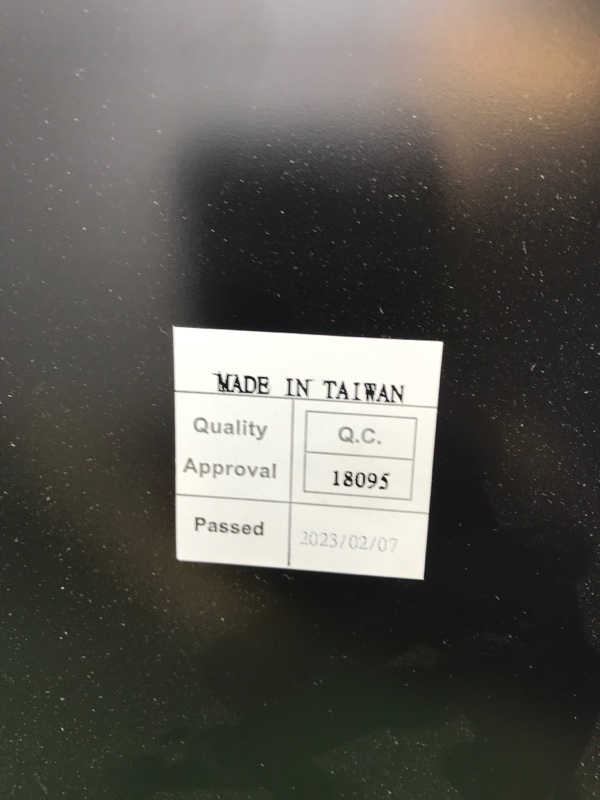 MADE IN TAIWAN
Quality
Approval
Q.C.
18095
Passed
2023/02/07